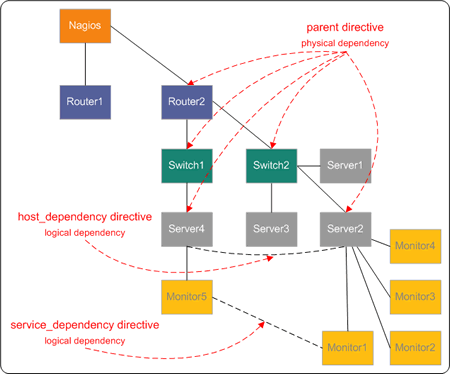 Nagios
parent directive
physical dependency
Router1
Router2
Switch1
Switch2
Server1
host_dependency directive
logical dependency
Server4
Server3
Server2
Monitor4
Monitor5
Monitor3
service_dependency directive
logical dependency
Monitor1
Monitor2